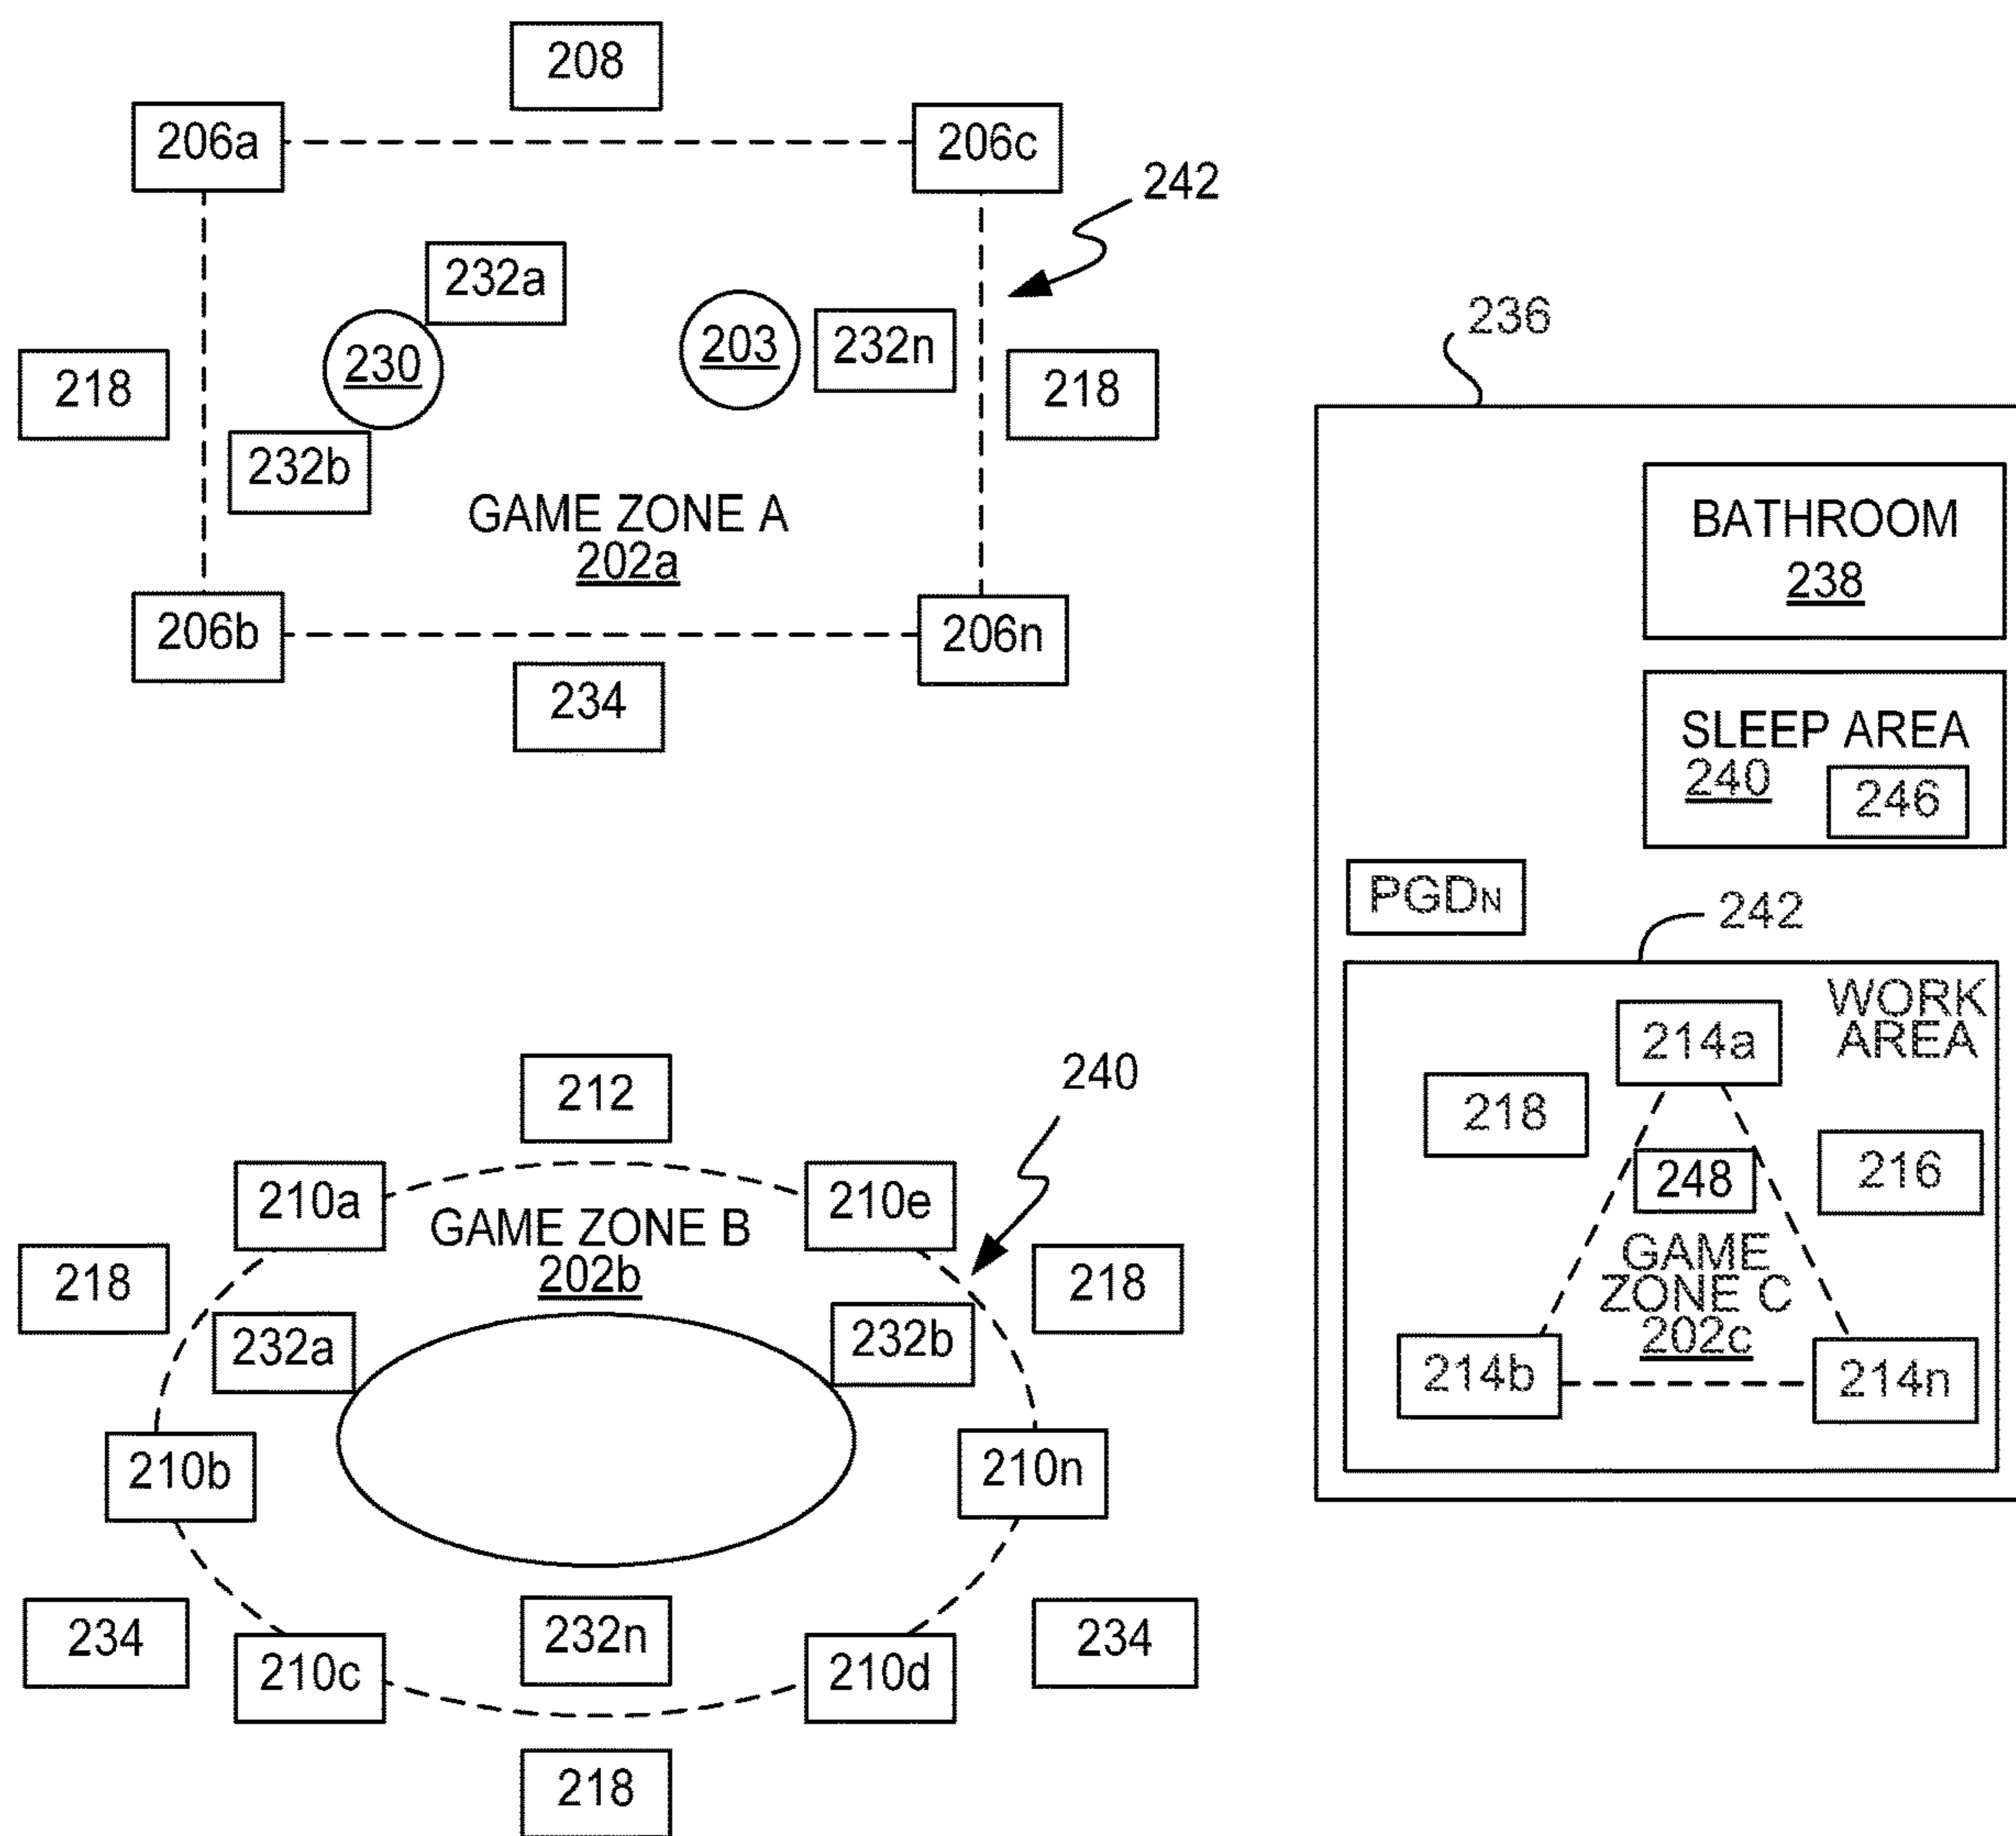 208
206a
206c
242
232a
230
203
232n
218
218
232b
GAME ZONE A
202a
206b
206n
234
236
BATHROOM
238
SLEEP AREA
240
246
PGDN
242
WORK
AREA
214a
218
248
216
GAME
ZONE C
202c
214b
214n
212
240
210a
210e
GAME ZONE B
202b
218
218
232a
232b
210b
210n
234
232n
234
210c
210d
218